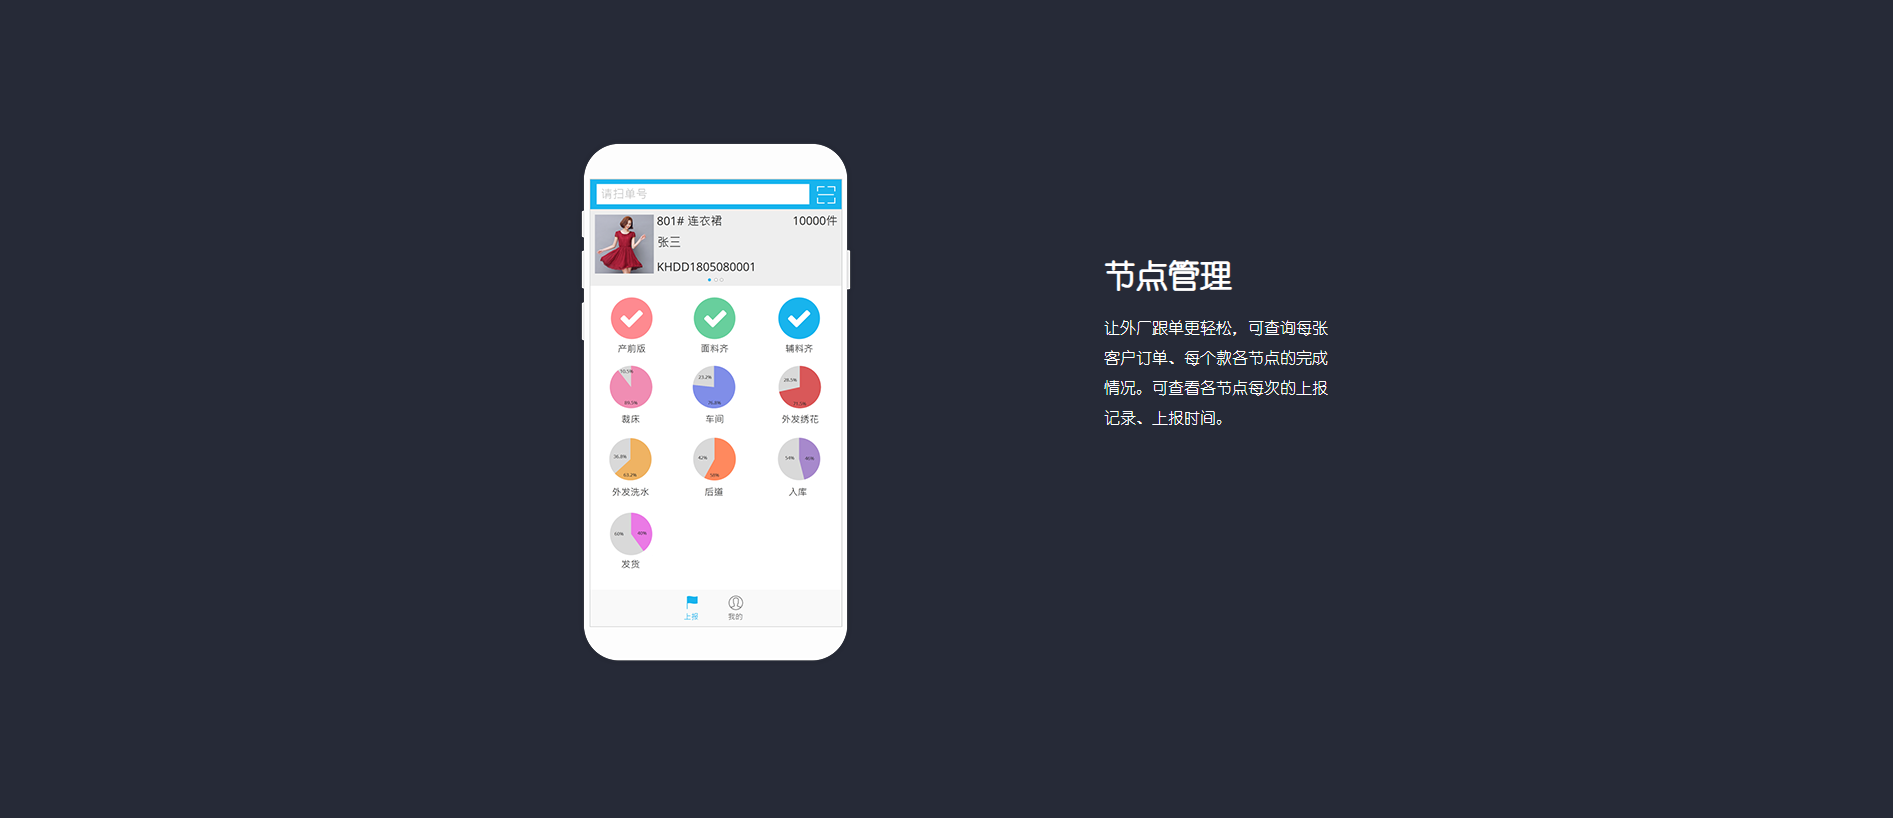 请扫单号
801# 连衣裙
10000件
张三
KHDD1805080001
产前版
面料齐
辅料齐
10.5%
89.5%
23.2%
76.8%
28.5%
71.5%
裁床
车间
外发绣花
36.8%
63.2%
42%
58%
54%
46%
外发洗水
后道
入库
60%
40%
发货
上报
我的
节点管理
让外厂跟单更轻松，可查询每张
客户订单、每个款各节点的完成
情况。可查看各节点每次的上报
记录、上报时间。